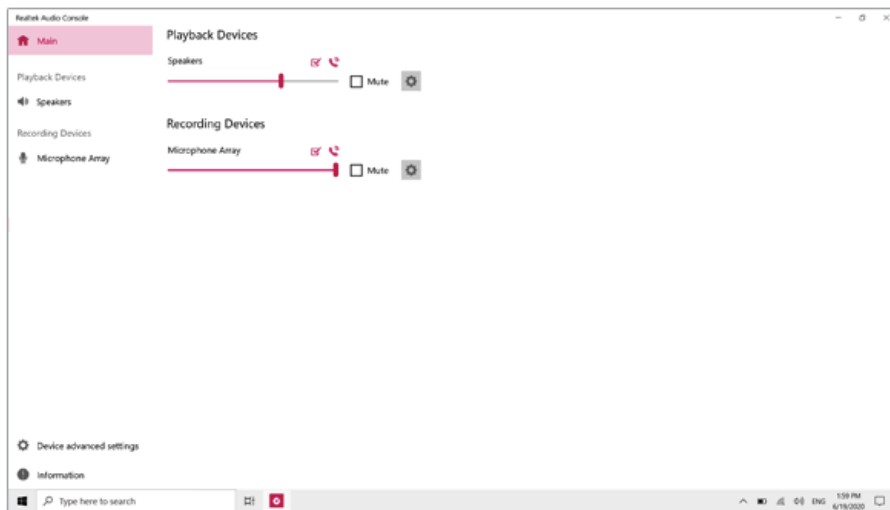 Realtek Audio Console
Main
Playback Devices
Speakers
Recording Devices
Microphone Array
Device advanced settings
Information
Playback Devices
Speakers
Mute
Recording Devices
Microphone Array
Mute
Type here to search
ENG
1:59 PM
6/19/2020